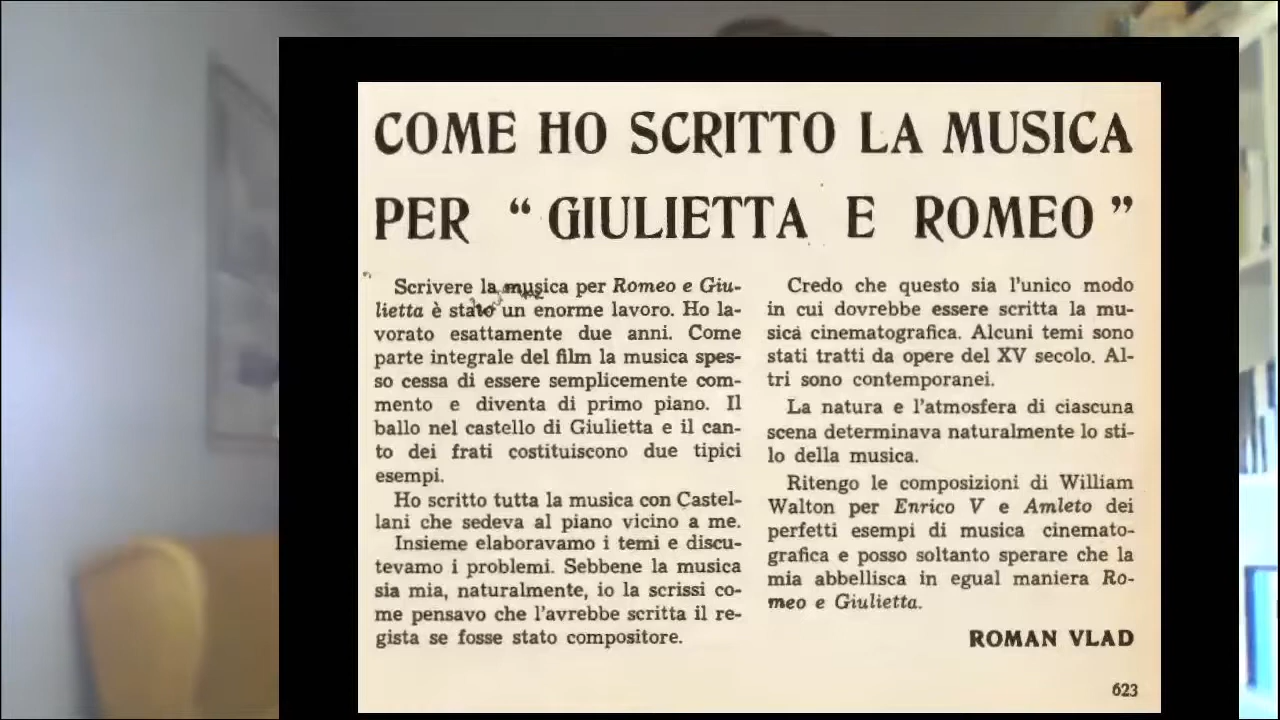 COME HO SCRITTO LA MUSICA
PER “ GIULIETTA E ROMEO ”
Scrivere la musica per Romeo e Giu-
lietta è stato un enorme lavoro. Ho la-
vorato esattamente due anni. Come
parte integrale del film la musica spes-
so cessa di essere semplicemente com-
mento e diventa di primo piano. Il
ballo nel castello di Giulietta e il can-
to dei frati costituiscono due tipici
esempi.
Ho scritto tutta la musica con Castel-
lani che sedeva al piano vicino a me.
Insieme elaboravamo i temi e discu-
tevamo i problemi. Sebbene la musica
sia mia, naturalmente, io la scrissi co-
me pensavo che l'avrebbe scritta il re-
gista se fosse stato compositore.
Credo che questo sia l'unico modo
in cui dovrebbe essere scritta la mu-
sica cinematografica. Alcuni temi sono
stati tratti da opere del XV secolo. Al-
tri sono contemporanei.
La natura e l'atmosfera di ciascuna
scena determinava naturalmente lo sti-
lo della musica.
Ritengo le composizioni di William
Walton per Enrico V e Amleto dei
perfetti esempi di musica cinemato-
grafica e posso soltanto sperare che la
mia abbellisca in egual maniera Ro-
meo e Giulietta.
ROMAN VLAD
623